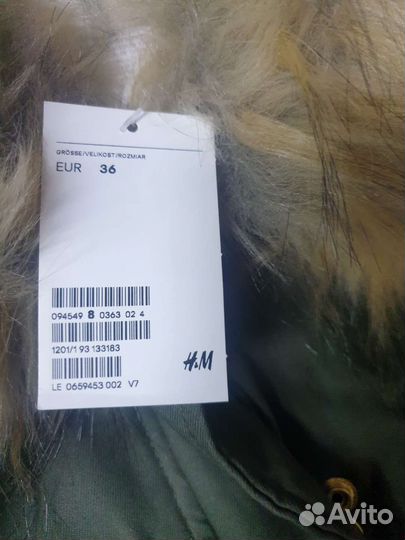 GRÖSSE/VELIKOST/ROZMIAR
EUR 36
094549 8 0363 02 4
1201/1 93 133183
H&M
LE 0659453 002 V7
Avito